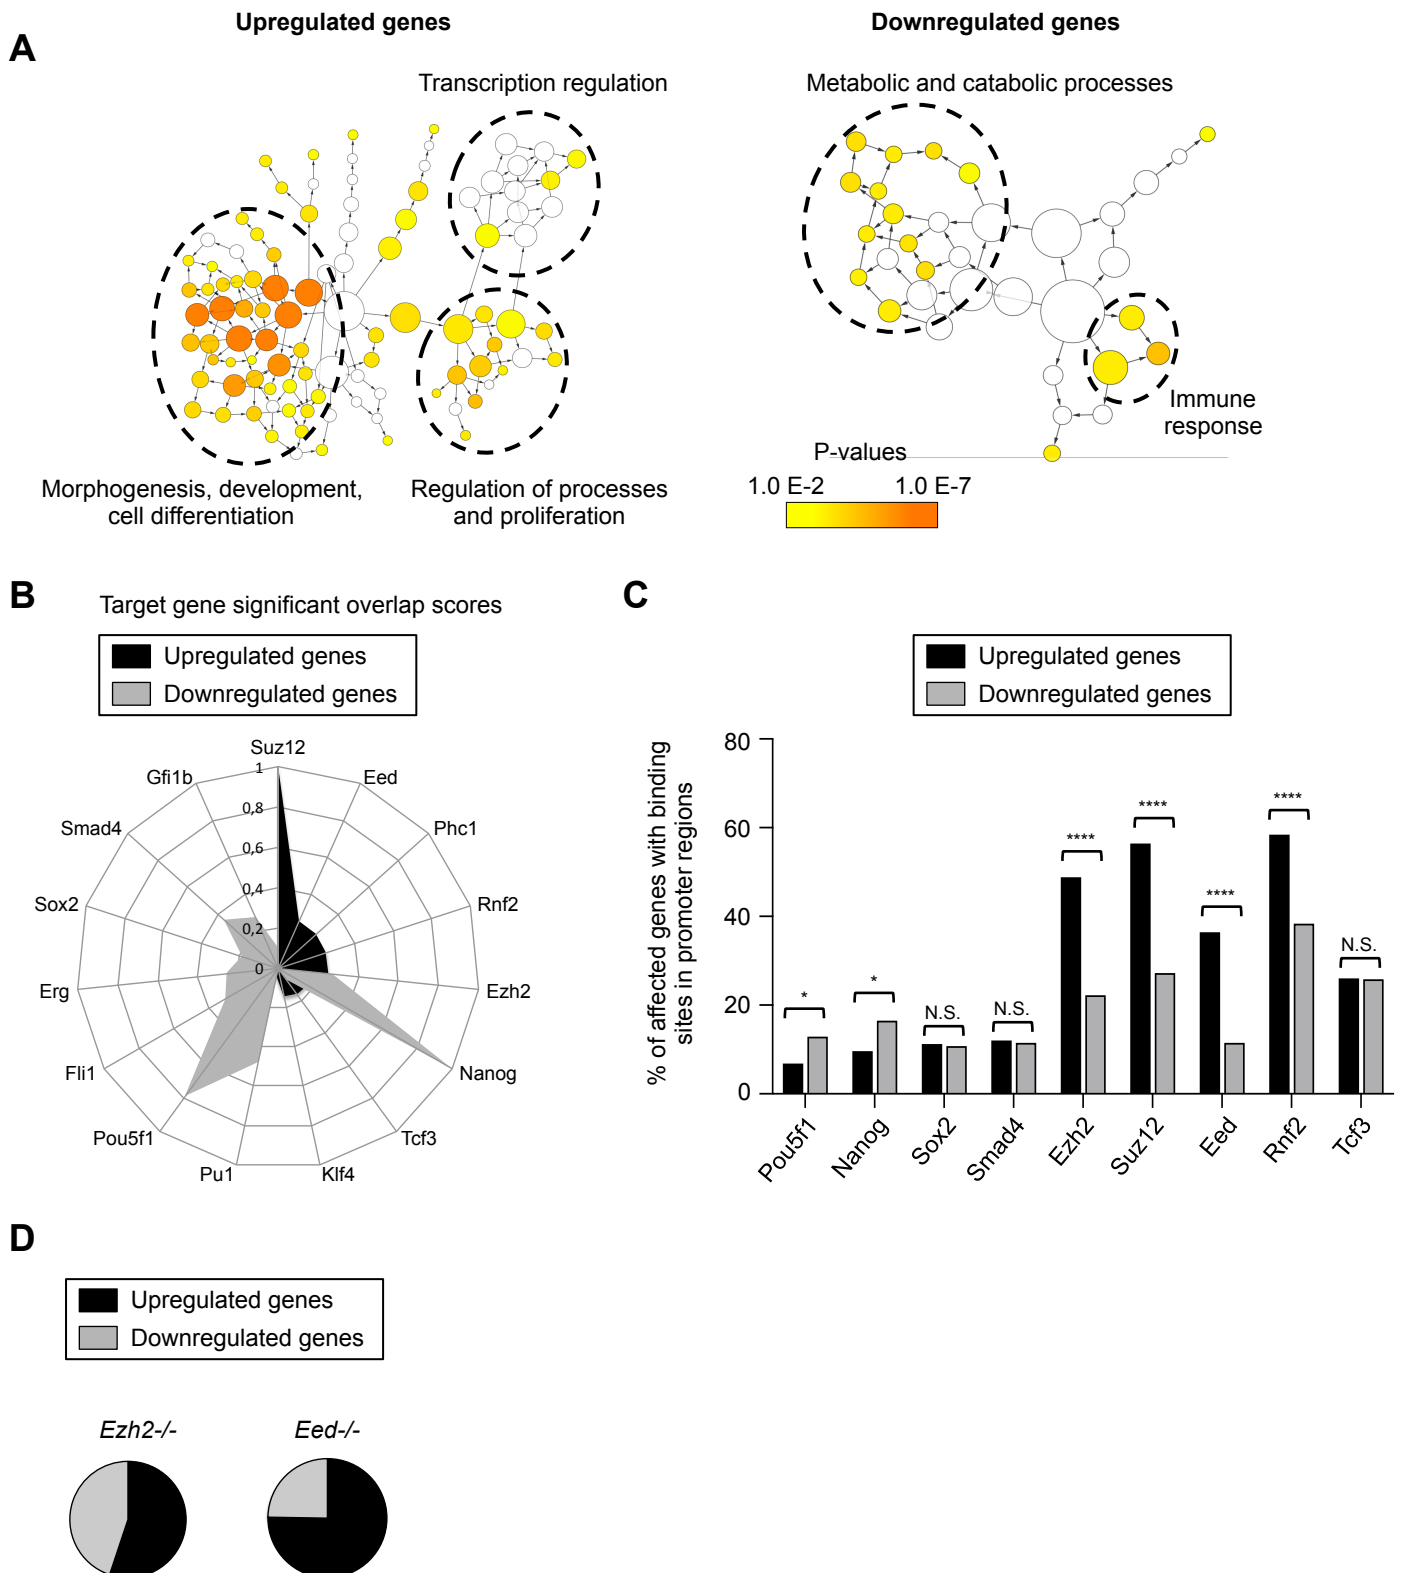 Upregulated genes
Downregulated genes
A
Transcription regulation
Metabolic and catabolic processes
Immune
response
Morphogenesis, development,
cell differentiation
Regulation of processes
and proliferation
P-values
1.0 E-2
1.0 E-7
B
Target gene significant overlap scores
Upregulated genes
Downregulated genes
Suz12
Eed
Phc1
Rnf2
Ezh2
Nanog
Tcf3
Klf4
Pu1
Pou5f1
Fli1
Erg
Sox2
Smad4
Gfi1b
1
0,8
0,6
0,4
0,2
0
C
Upregulated genes
Downregulated genes
% of affected genes with binding
sites in promoter regions
80
60
40
20
0
*
*
N.S.
N.S.
****
****
****
****
N.S.
Pou5f1
Nanog
Sox2
Smad4
Ezh2
Suz12
Eed
Rnf2
Tcf3
D
Upregulated genes
Downregulated genes
Ezh2-/-
Eed-/-